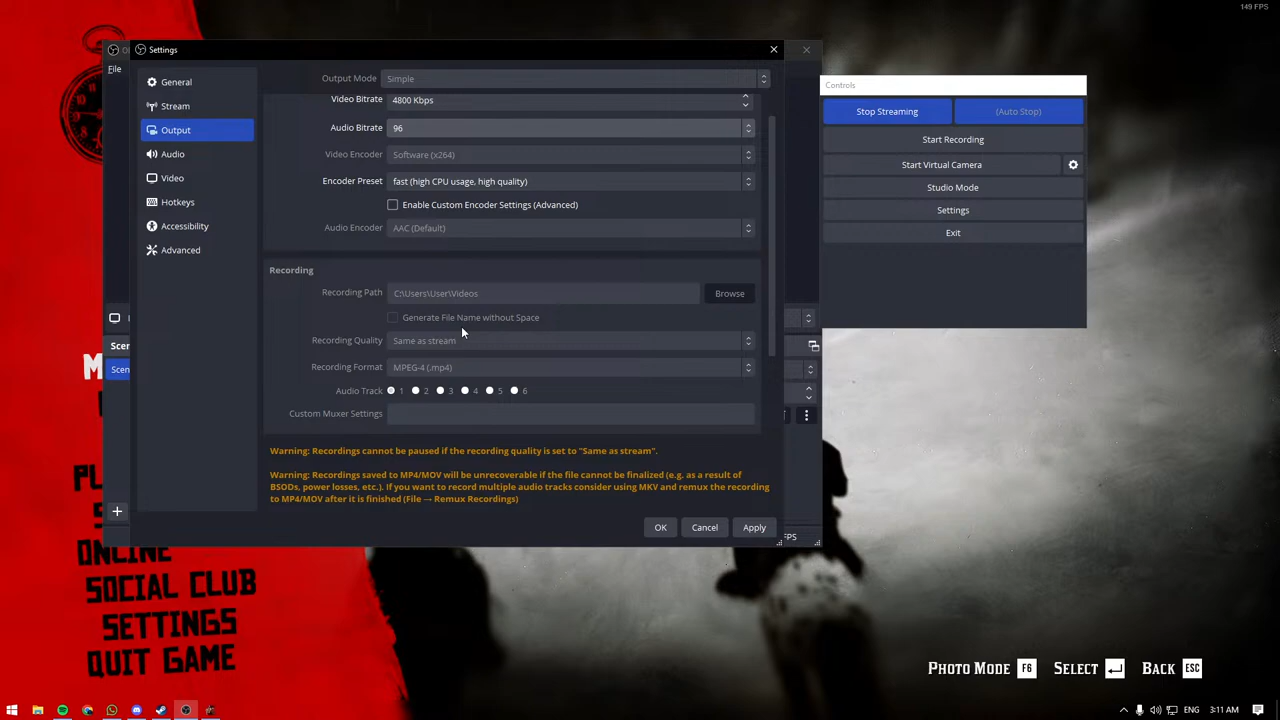 149 FPS
Settings
File
General
Stream
Output
Audio
Video
Hotkeys
Accessibility
Advanced
Output Mode Simple
Video Bitrate 4800 Kbps
Audio Bitrate 96
Video Encoder Software (x264)
Encoder Preset fast (high CPU usage, high quality)
Enable Custom Encoder Settings (Advanced)
Audio Encoder AAC (Default)
Recording
Recording Path C:\Users\User\Videos Browse
Generate File Name without Space
Recording Quality Same as stream
Recording Format MPEG-4 (.mp4)
Audio Track 1 2 3 4 5 6
Custom Muxer Settings
Warning: Recordings cannot be paused if the recording quality is set to "Same as stream".
Warning: Recordings saved to MP4/MOV will be unrecoverable if the file cannot be finalized (e.g. as a result of
BSODs, power losses, etc.). If you want to record multiple audio tracks consider using MKV and remux the recording
to MP4/MOV after it is finished (File → Remux Recordings)
OK Cancel Apply
Controls
Stop Streaming (Auto Stop)
Start Recording
Start Virtual Camera
Studio Mode
Settings
Exit
Scen
Scen
FPS
ONLINE
SOCIAL CLUB
SETTINGS
QUIT GAME
PHOTO MODE F6 SELECT BACK ESC
ENG 3:11 AM